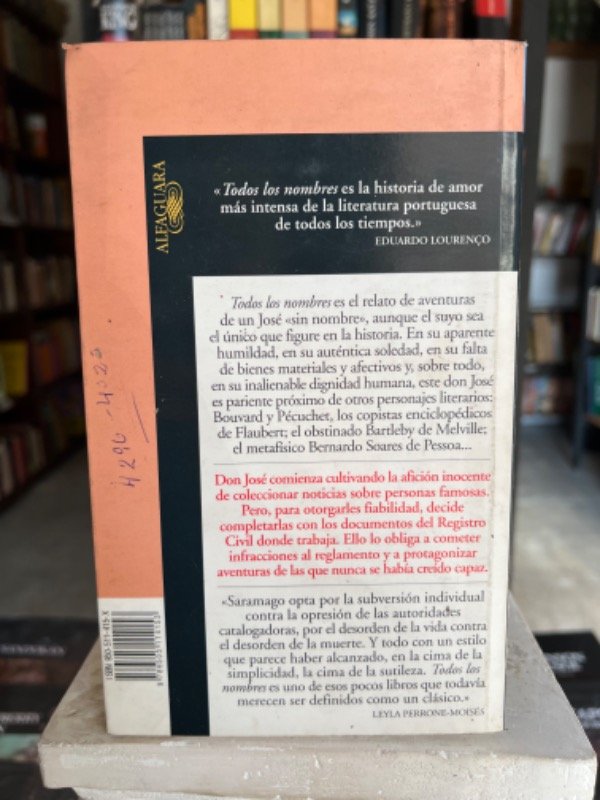 ALFAGUARA
«Todos los nombres es la historia de amor
más intensa de la literatura portuguesa
de todos los tiempos.»
EDUARDO LOURENÇO
Todos los nombres es el relato de aventuras
de un José «sin nombre», aunque el suyo sea
el único que figure en la historia. En su aparente
humildad, en su auténtica soledad, en su falta
de bienes materiales y afectivos y, sobre todo,
en su inalienable dignidad humana, este don José
es pariente próximo de otros personajes literarios:
Bouvard y Pécuchet, los copistas enciclopédicos
de Flaubert; el obstinado Bartleby de Melville;
el metafísico Bernardo Soares de Pessoa...
Don José comienza cultivando la afición inocente
de coleccionar noticias sobre personas famosas.
Pero, para otorgarles fiabilidad, decide
completarlas con los documentos del Registro
Civil donde trabaja. Ello lo obliga a cometer
infracciones al reglamento y a protagonizar
aventuras de las que nunca se había creído capaz.
«Saramago opta por la subversión individual
contra la opresión de las autoridades
catalogadoras, por el desorden de la vida contra
el desorden de la muerte. Y todo con un estilo
que parece haber alcanzado, en la cima de la
simplicidad, la cima de la sutileza. Todos los
nombres es uno de esos pocos libros que todavía
merecen ser definidos como un clásico.»
LEYLA PERRONE-MOISÉS
ISBN: 950-511-415-X